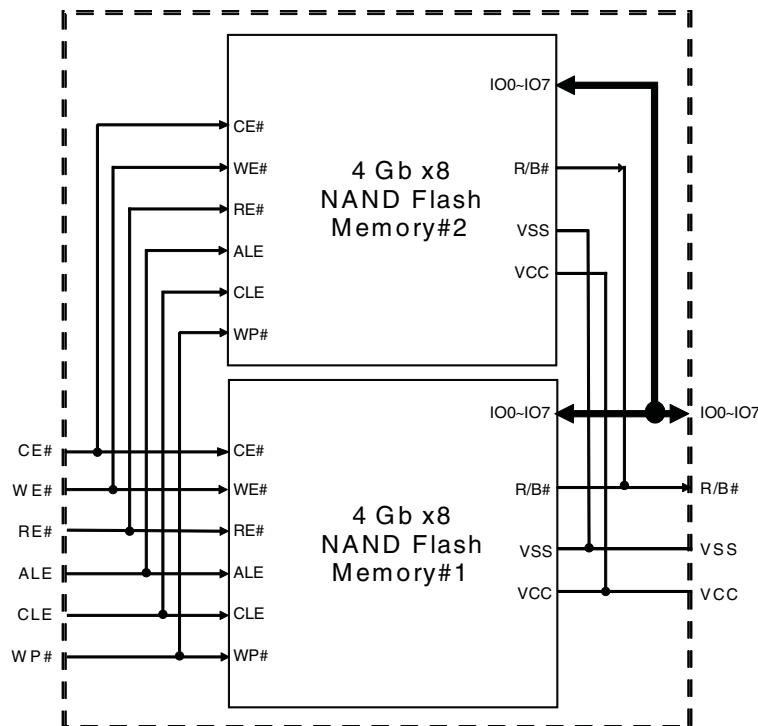 IO0~IO7
CE#
WE#
R/B#
4 Gb x8
NAND Flash
Memory#2
RE#
VSS
ALE
VCC
CLE
WP#
IO0~IO7
IO0~IO7
CE#
CE#
WE#
WE#
R/B#
R/B#
4 Gb x8
NAND Flash
Memory#1
RE#
RE#
VSS
VSS
ALE
ALE
VCC
VCC
CLE
CLE
WP#
WP#